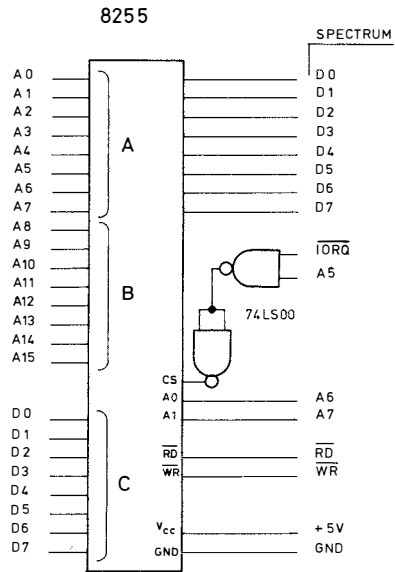 8255
SPECTRUM
A0
A1
A2
A3
A4
A5
A6
A7
A8
A9
A10
A11
A12
A13
A14
A15
D0
D1
D2
D3
D4
D5
D6
D7
A
B
C
CS
A0
A1
RD
WR
Vcc
GND
74LS00
D0
D1
D2
D3
D4
D5
D6
D7
IORQ
A5
A6
A7
RD
WR
+5V
GND